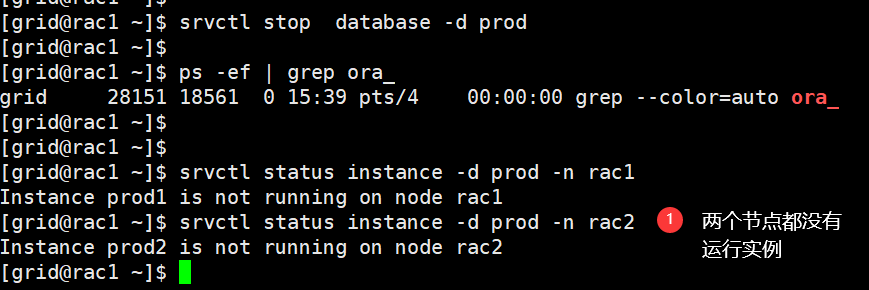 [grid@rac1 ~]$ srvctl stop  database -d prod
[grid@rac1 ~]$
[grid@rac1 ~]$ ps -ef | grep ora_
grid     28151 18561  0 15:39 pts/4    00:00:00 grep --color=auto ora_
[grid@rac1 ~]$
[grid@rac1 ~]$
[grid@rac1 ~]$ srvctl status instance -d prod -n rac1
Instance prod1 is not running on node rac1
[grid@rac1 ~]$ srvctl status instance -d prod -n rac2
1 两个节点都没有
运行实例
Instance prod2 is not running on node rac2
[grid@rac1 ~]$